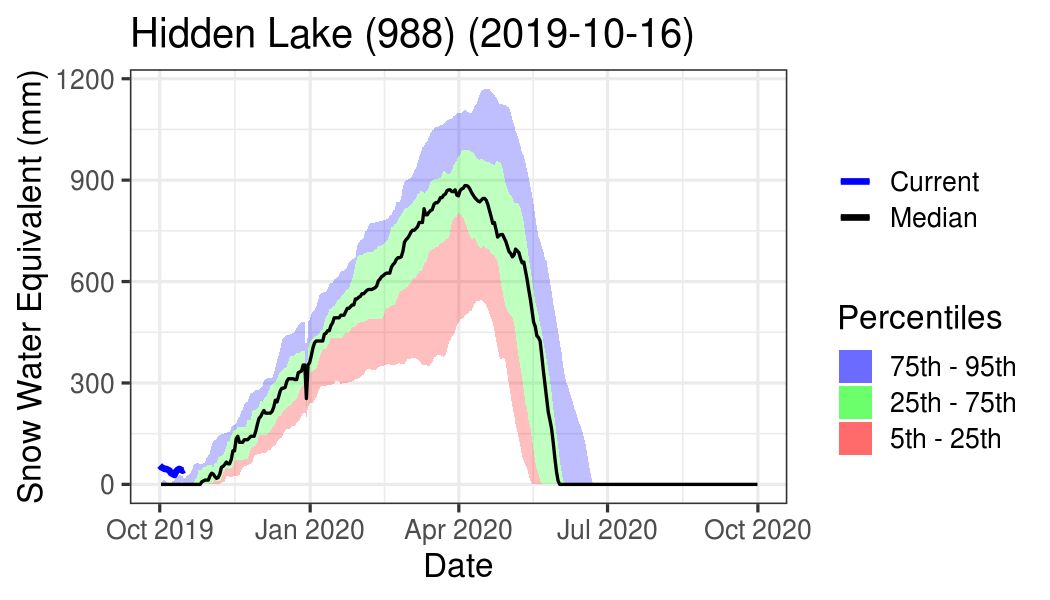 Hidden Lake (988) (2019-10-16)
Snow Water Equivalent (mm)
1200
900
600
300
0
Oct 2019
Jan 2020
Apr 2020
Jul 2020
Oct 2020
Date
Current
Median
Percentiles
75th - 95th
25th - 75th
5th - 25th